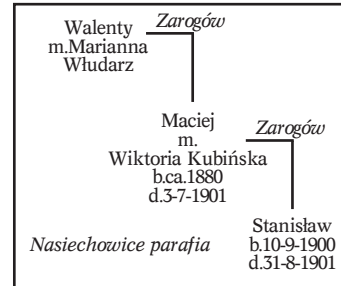 Walenty
Zarogów
m.Marianna
Włudarz
Maciej
m.
Zarogów
Wiktoria Kubińska
b.ca.1880
d.3-7-1901
Stanisław
b.10-9-1900
Nasiechowice parafia
d.31-8-1901